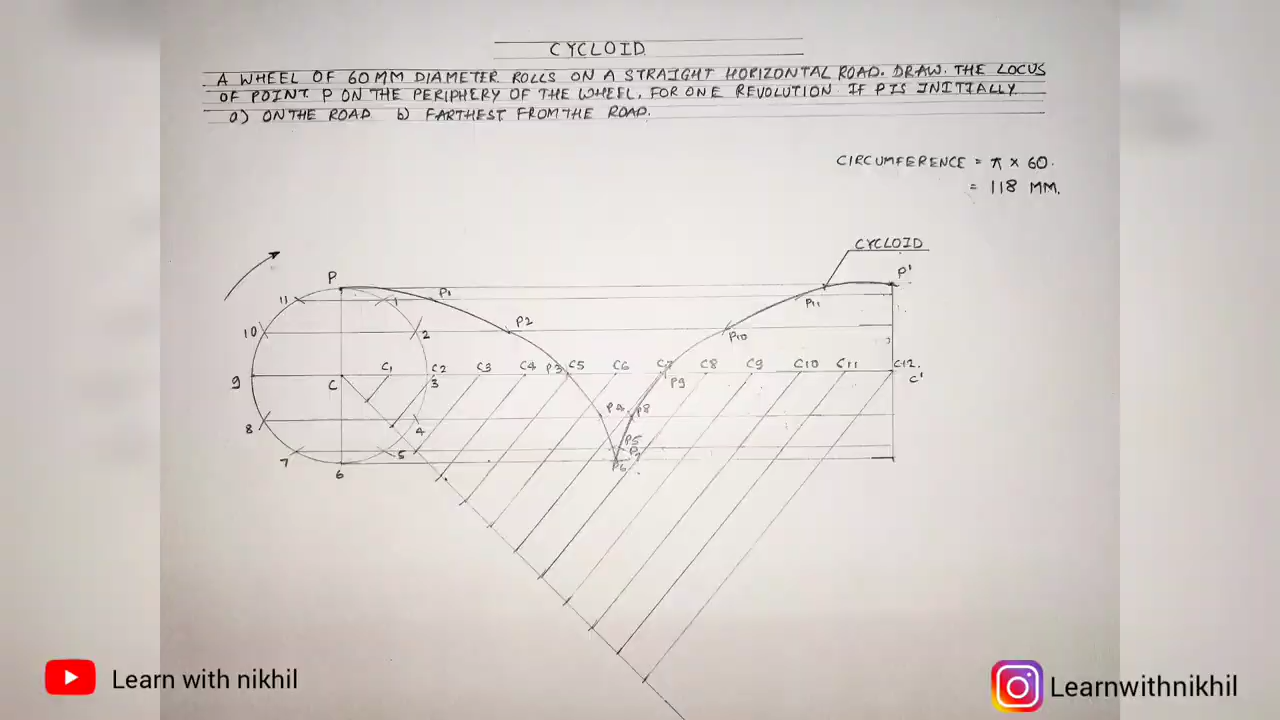 CYCLOID
A WHEEL OF 60MM DIAMETER ROLLS ON A STRAIGHT HORIZONTAL ROAD. DRAW. THE LOCUS
OF POINT P ON THE PERIPHERY OF THE WHEEL, FOR ONE REVOLUTION IF P IS INITIALLY
a) ON THE ROAD b) FARTHEST FROM THE ROAD.
CIRCUMFERENCE = π × 60.
= 118 MM.
CYCLOID
P P'
11 1 P1 P11
10 2 P2 P10
9 C C1 C2 C3 C4 P3 C5 C6 C7 C8 C9 C10 C11 C12.
3 P9 C'
8 4 P4 P8
7 5 P5 P7
6 P6
Learn with nikhil
Learnwithnikhil